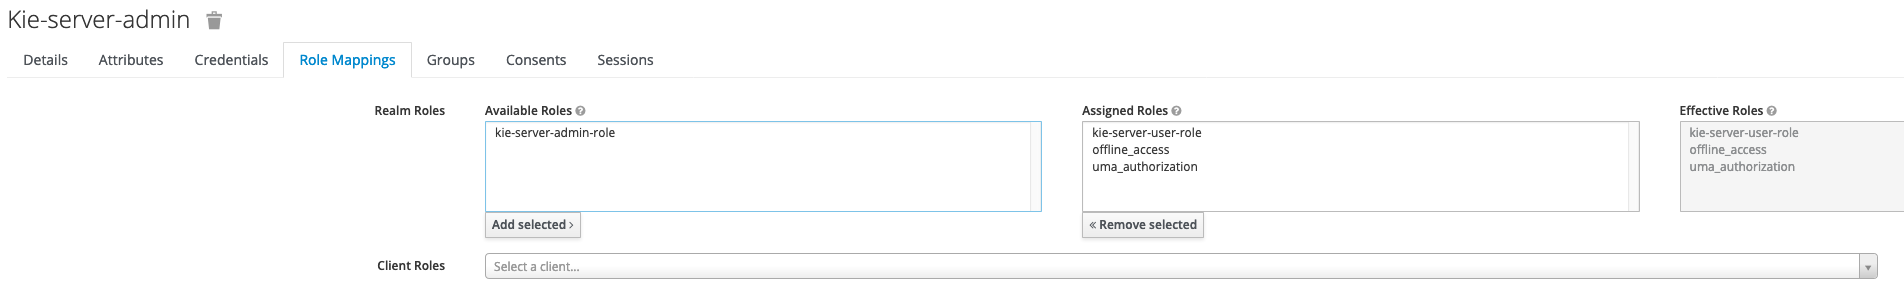 Kie-server-admin
Details Attributes Credentials Role Mappings Groups Consents Sessions
Realm Roles Available Roles Assigned Roles Effective Roles
kie-server-admin-role kie-server-user-role kie-server-user-role
offline_access offline_access
uma_authorization uma_authorization
Add selected > « Remove selected
Client Roles Select a client...